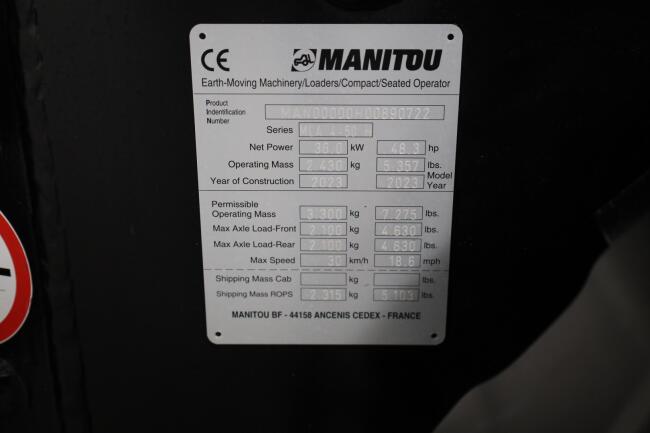 CE MANITOU
Earth-Moving Machinery/Loaders/Compact/Seated Operator
Product
Indentification
Number MAN00000H00890722
Series MLA 4-50 H
Net Power 36.0 kW 48.3 hp
Operating Mass 2.430 kg 5.357 lbs.
Year of Construction 2023 2023 Model Year
Permissible
Operating Mass 3.300 kg 7.275 lbs.
Max Axle Load-Front 2.100 kg 4.630 lbs.
Max Axle Load-Rear 2.100 kg 4.630 lbs.
Max Speed 30 km/h 18.6 mph
Shipping Mass Cab kg lbs.
Shipping Mass ROPS 2.315 kg 5.103 lbs.
MANITOU BF - 44158 ANCENIS CEDEX - FRANCE